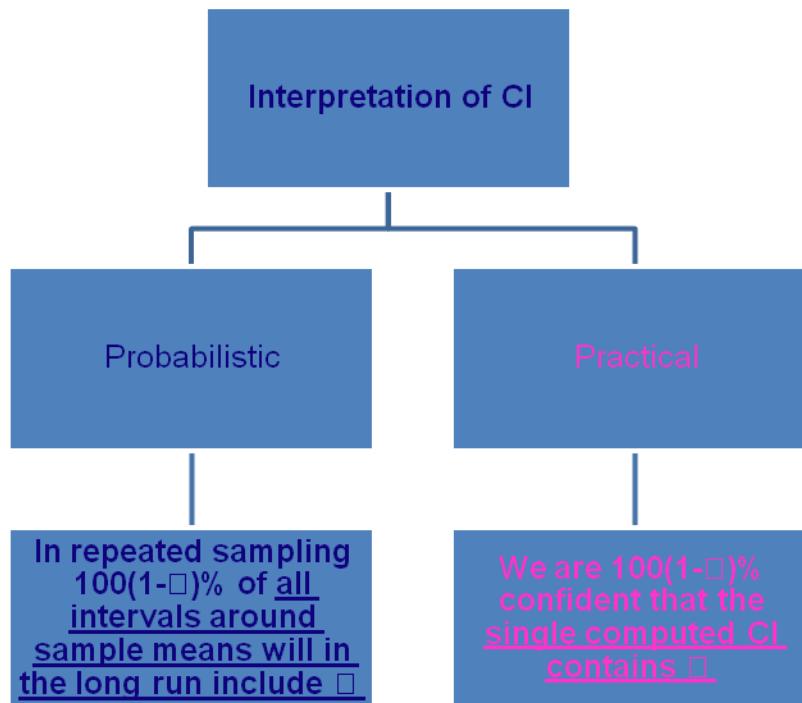 Interpretation of CI
Probabilistic
Practical
In repeated sampling
100(1-□)% of all
intervals around
sample means will in
the long run include □
We are 100(1-□)%
confident that the
single computed CI
contains □